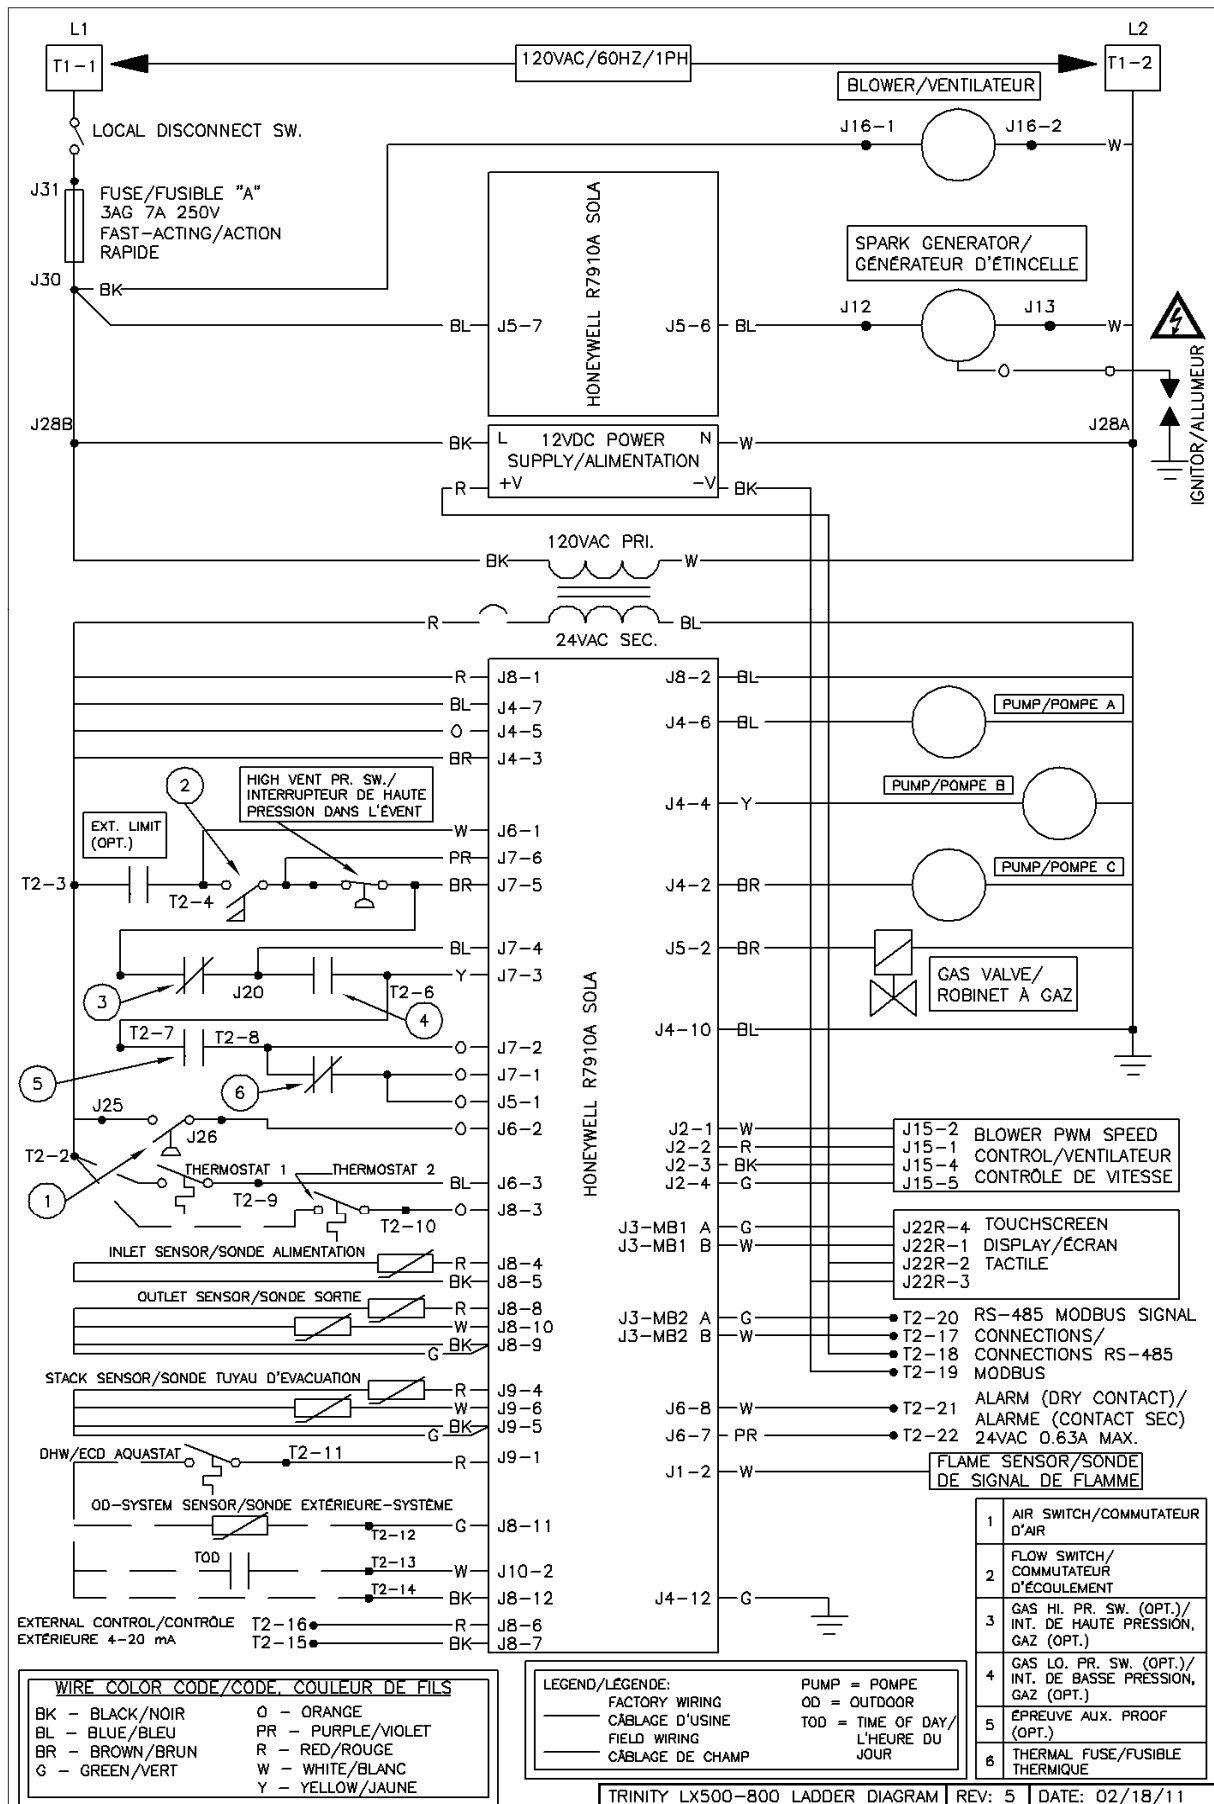 L1
L2
T1-1
120VAC/60HZ/1PH
T1-2
BLOWER/VENTILATEUR
LOCAL DISCONNECT SW.
J16-1
J16-2
W
J31
FUSE/FUSIBLE "A"
3AG 7A 250V
FAST-ACTING/ACTION
RAPIDE
HONEYWELL R7910A SOLA
SPARK GENERATOR/
GÉNÉRATEUR D'ÉTINCELLE
J30
BK
BL
J5-7
J5-6
BL
J12
J13
W
O
IGNITOR/ALLUMEUR
J28B
BK
L
12VDC POWER
SUPPLY/ALIMENTATION
N
W
J28A
R
+V
-V
BK
120VAC PRI.
BK
W
R
BL
24VAC SEC.
R J8-1
J8-2 BL
BL J4-7
PUMP/POMPE A
O J4-5
J4-6 BL
BR J4-3
HIGH VENT PR. SW./
INTERRUPTEUR DE HAUTE
PRESSION DANS L'ÉVENT
2
PUMP/POMPE B
J4-4 Y
EXT. LIMIT
(OPT.)
W J6-1
PR J7-6
PUMP/POMPE C
T2-3
T2-4
BR J7-5
J4-2 BR
BL J7-4
J5-2 BR
3
J20
T2-6
Y J7-3
GAS VALVE/
ROBINET À GAZ
4
T2-7
T2-8
J4-10 BL
O J7-2
5
6
O J7-1
HONEYWELL R7910A SOLA
O J5-1
J25
J26
O J6-2
J2-1 W J15-2
J2-2 R J15-1
J2-3 BK J15-4
J2-4 G J15-5
BLOWER PWM SPEED
CONTROL/VENTILATEUR
CONTRÔLE DE VITESSE
T2-2
1
THERMOSTAT 1
THERMOSTAT 2
T2-9
BL J6-3
T2-10
O J8-3
J3-MB1 A G J22R-4
J3-MB1 B W J22R-1
J22R-2
J22R-3
TOUCHSCREEN
DISPLAY/ÉCRAN
TACTILE
INLET SENSOR/SONDE ALIMENTATION
R J8-4
BK J8-5
OUTLET SENSOR/SONDE SORTIE
R J8-8
W J8-10
BK J8-9
G
J3-MB2 A G T2-20
J3-MB2 B W T2-17
T2-18
T2-19
RS-485 MODBUS SIGNAL
CONNECTIONS/
CONNECTIONS RS-485
MODBUS
STACK SENSOR/SONDE TUYAU D'EVACUATION
R J9-4
W J9-6
BK J9-5
G
J6-8 W T2-21
J6-7 PR T2-22
ALARM (DRY CONTACT)/
ALARME (CONTACT SEC)
24VAC 0.63A MAX.
DHW/ECD AQUASTAT
T2-11
R J9-1
J1-2 W
FLAME SENSOR/SONDE
DE SIGNAL DE FLAMME
OD-SYSTEM SENSOR/SONDE EXTÉRIEURE-SYSTÈME
T2-12
G J8-11
TOD
T2-13
W J10-2
T2-14
BK J8-12
J4-12 G
EXTERNAL CONTROL/CONTRÔLE
EXTÉRIEURE 4-20 mA
T2-16 R J8-6
T2-15 BK J8-7
1 AIR SWITCH/COMMUTATEUR
D'AIR
2 FLOW SWITCH/
COMMUTATEUR
D'ÉCOULEMENT
3 GAS HI. PR. SW. (OPT.)/
INT. DE HAUTE PRESSION,
GAZ (OPT.)
4 GAS LO. PR. SW. (OPT.)/
INT. DE BASSE PRESSION,
GAZ (OPT.)
5 ÉPREUVE AUX. PROOF
(OPT.)
6 THERMAL FUSE/FUSIBLE
THERMIQUE
WIRE COLOR CODE/CODE, COULEUR DE FILS
BK - BLACK/NOIR
BL - BLUE/BLEU
BR - BROWN/BRUN
G - GREEN/VERT
O - ORANGE
PR - PURPLE/VIOLET
R - RED/ROUGE
W - WHITE/BLANC
Y - YELLOW/JAUNE
LEGEND/LÉGENDE:
FACTORY WIRING
CÂBLAGE D'USINE
FIELD WIRING
CÂBLAGE DE CHAMP
PUMP = POMPE
OD = OUTDOOR
TOD = TIME OF DAY/
L'HEURE DU
JOUR
TRINITY LX500-800 LADDER DIAGRAM REV: 5 DATE: 02/18/11